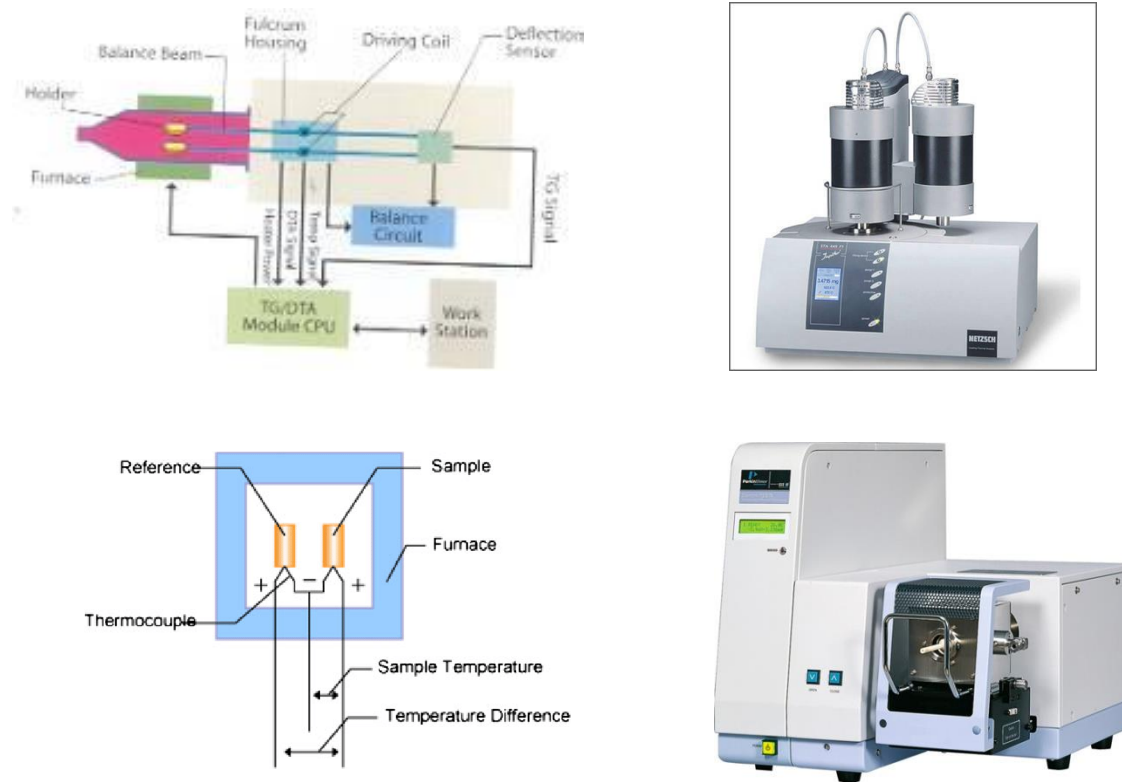 Fulcrum
Housing
Driving Coil
Deflection
Sensor
Balance Beam
Holder
Furnace
Heater Power
DTA Signal
Temp Signal
TG Signal
Balance
Circuit
TG/DTA
Module CPU
Work
Station
NETZSCH
Reference
Sample
Furnace
+
−
+
Thermocouple
Sample Temperature
Temperature Difference
PerkinElmer